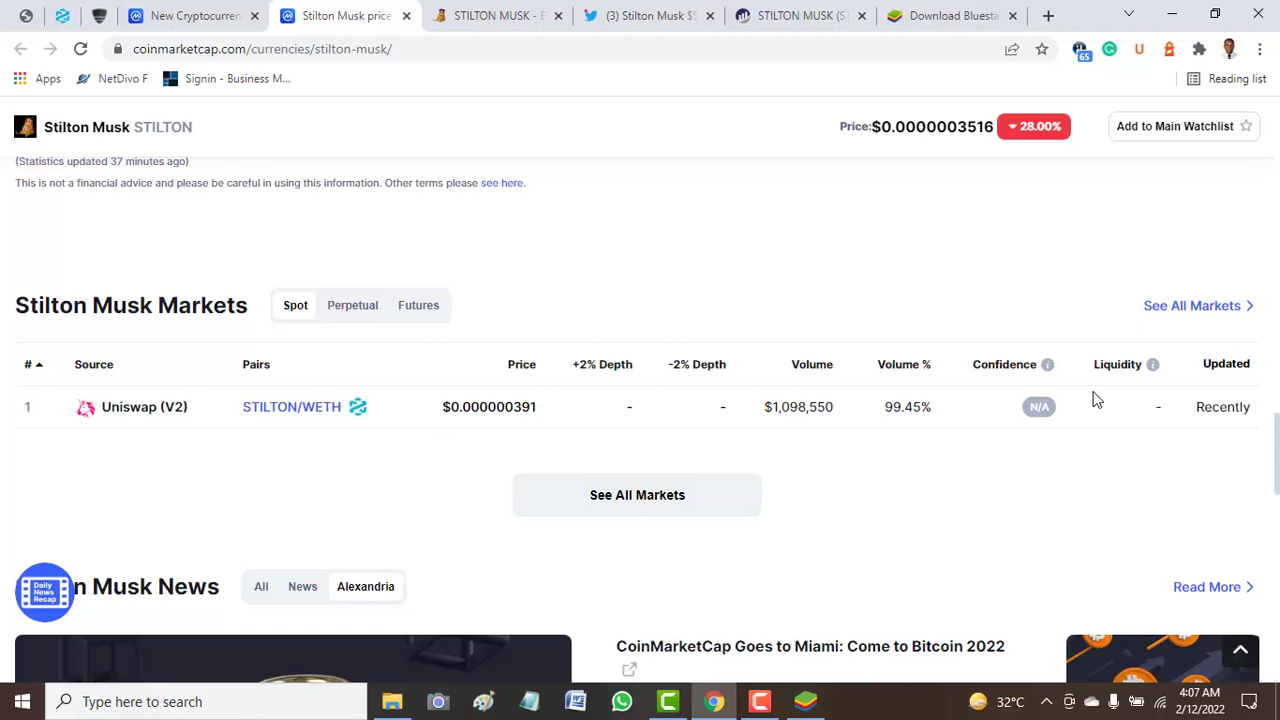 New Cryptocurren
Stilton Musk price
STILTON MUSK - E
(3) Stilton Musk $S
STILTON MUSK (S
Download Bluesta
coinmarketcap.com/currencies/stilton-musk/
65
Apps
NetDivo F
Signin - Business M...
Reading list
Stilton Musk STILTON
Price:$0.0000003516
28.00%
Add to Main Watchlist
(Statistics updated 37 minutes ago)
This is not a financial advice and please be careful in using this information. Other terms please see here.
Stilton Musk Markets
Spot Perpetual Futures
See All Markets
# Source Pairs Price +2% Depth -2% Depth Volume Volume % Confidence Liquidity Updated
1 Uniswap (V2) STILTON/WETH $0.000000391 - - $1,098,550 99.45% N/A - Recently
See All Markets
n Musk News
All News Alexandria
Read More
Daily
News
Recap
CoinMarketCap Goes to Miami: Come to Bitcoin 2022
Type here to search
32°C
4:07 AM
2/12/2022